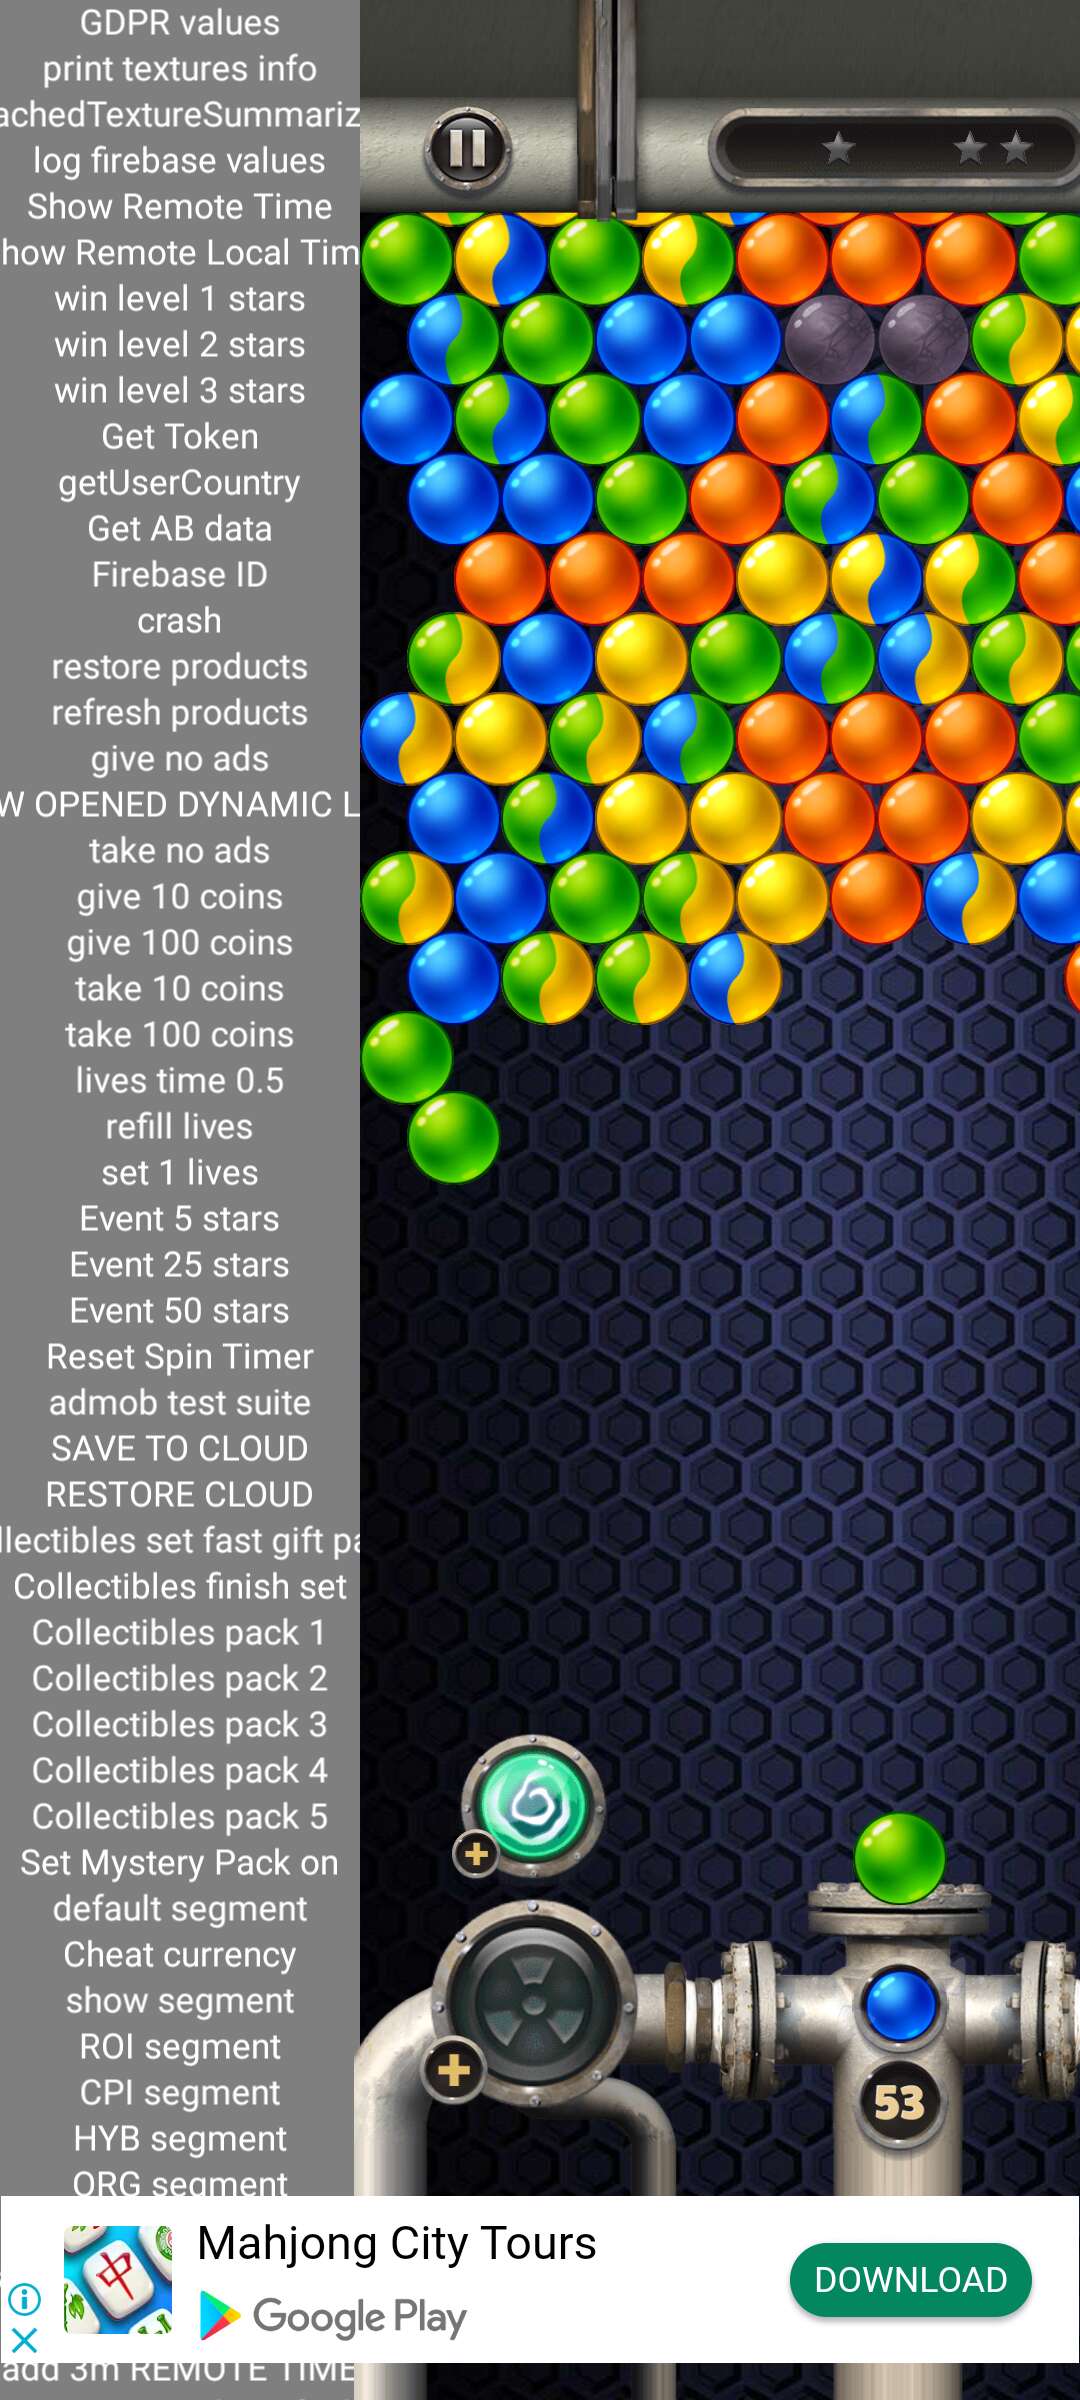 GDPR values
print textures info
achedTextureSummariz
log firebase values
Show Remote Time
how Remote Local Tim
win level 1 stars
win level 2 stars
win level 3 stars
Get Token
getUserCountry
Get AB data
Firebase ID
crash
restore products
refresh products
give no ads
W OPENED DYNAMIC L
take no ads
give 10 coins
give 100 coins
take 10 coins
take 100 coins
lives time 0.5
refill lives
set 1 lives
Event 5 stars
Event 25 stars
Event 50 stars
Reset Spin Timer
admob test suite
SAVE TO CLOUD
RESTORE CLOUD
llectibles set fast gift pa
Collectibles finish set
Collectibles pack 1
Collectibles pack 2
Collectibles pack 3
Collectibles pack 4
Collectibles pack 5
Set Mystery Pack on
default segment
Cheat currency
show segment
ROI segment
CPI segment
HYB segment
ORG segment
53
Mahjong City Tours
Google Play
DOWNLOAD
中
add 3m REMOTE TIME